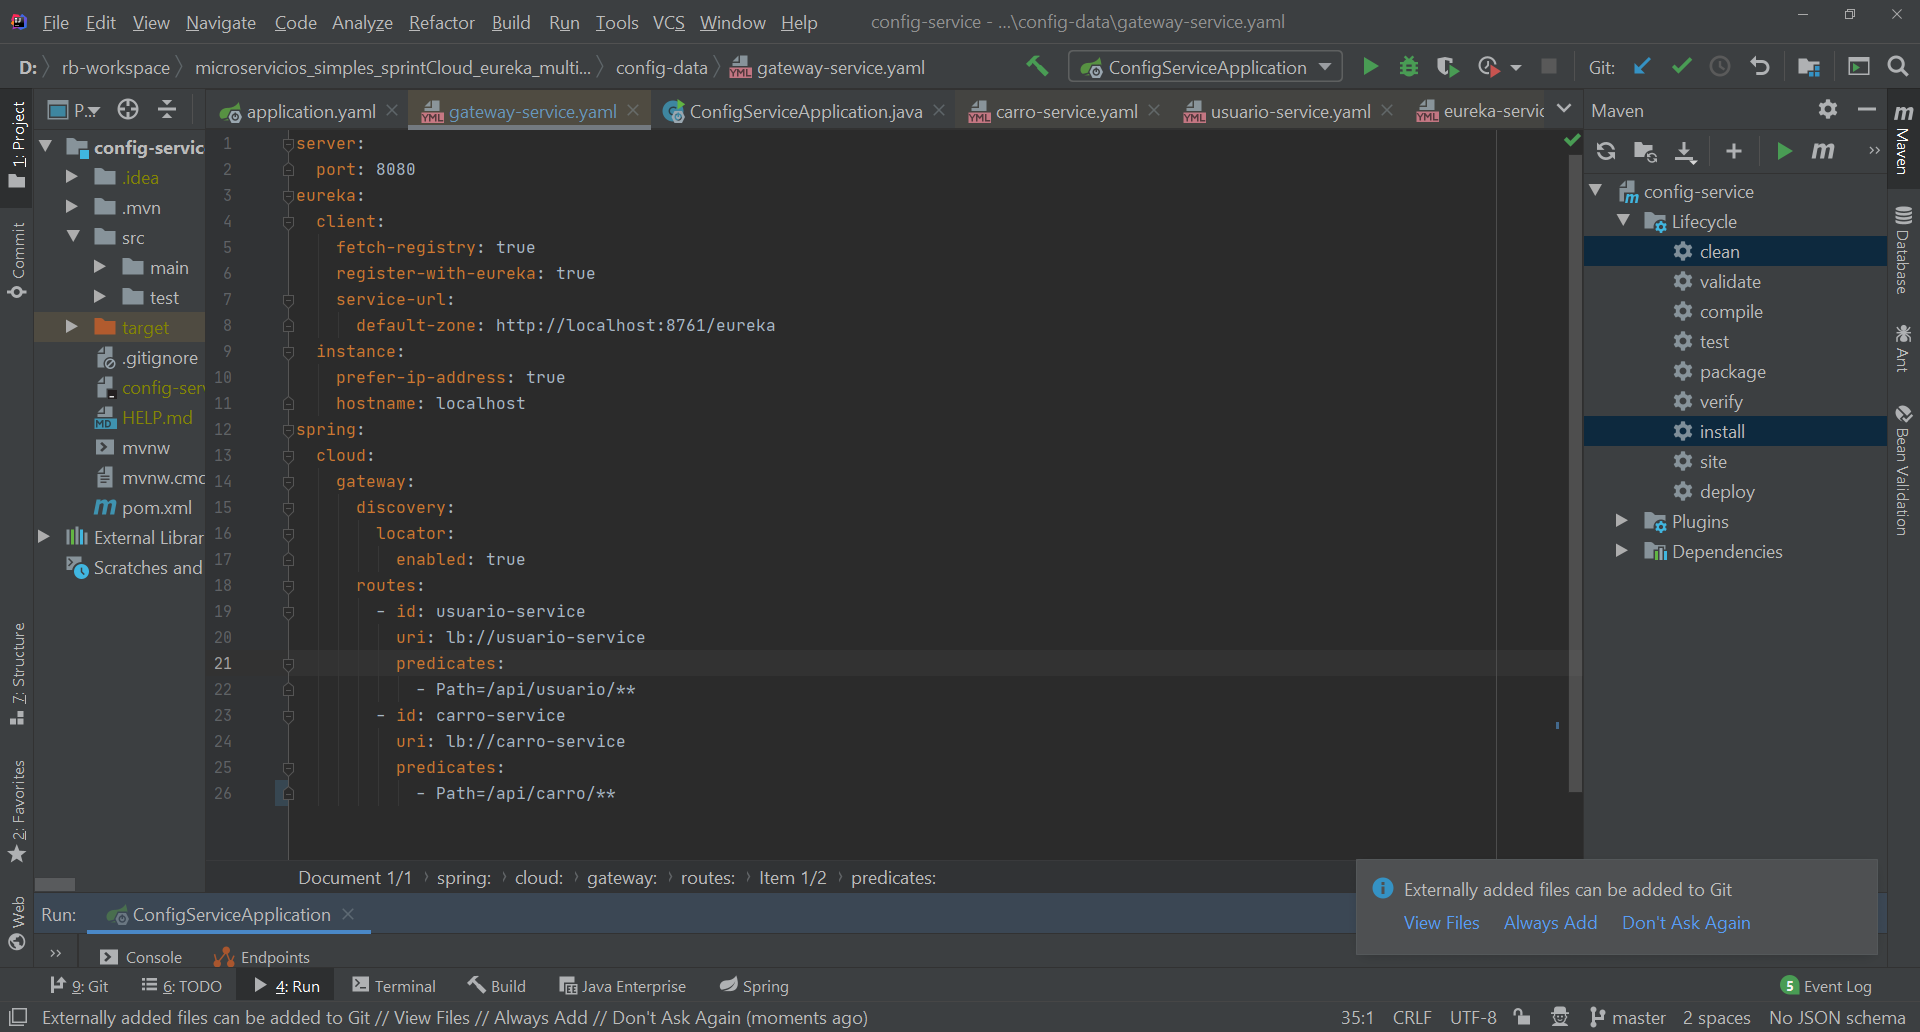 File Edit View Navigate Code Analyze Refactor Build Run Tools VCS Window Help config-service - ...\config-data\gateway-service.yaml
D: rb-workspace microservicios_simples_sprintCloud_eureka_multi... config-data gateway-service.yaml ConfigServiceApplication Git:
P.. application.yaml gateway-service.yaml ConfigServiceApplication.java carro-service.yaml usuario-service.yaml eureka-servic Maven
1: Project
Commit
7: Structure
2: Favorites
Web
config-servic
.idea
.mvn
src
main
test
target
.gitignore
config-ser
HELP.md
mvnw
mvnw.cmd
pom.xml
External Librar
Scratches and
1 server:
2 port: 8080
3 eureka:
4 client:
5 fetch-registry: true
6 register-with-eureka: true
7 service-url:
8 default-zone: http://localhost:8761/eureka
9 instance:
10 prefer-ip-address: true
11 hostname: localhost
12 spring:
13 cloud:
14 gateway:
15 discovery:
16 locator:
17 enabled: true
18 routes:
19 - id: usuario-service
20 uri: lb://usuario-service
21 predicates:
22 - Path=/api/usuario/**
23 - id: carro-service
24 uri: lb://carro-service
25 predicates:
26 - Path=/api/carro/**
Document 1/1 spring: cloud: gateway: routes: Item 1/2 predicates:
config-service
Lifecycle
clean
validate
compile
test
package
verify
install
site
deploy
Plugins
Dependencies
Maven
Database
Ant
Bean Validation
Externally added files can be added to Git
View Files Always Add Don't Ask Again
Run: ConfigServiceApplication
Console Endpoints
9: Git 6: TODO 4: Run Terminal Build Java Enterprise Spring 5 Event Log
Externally added files can be added to Git // View Files // Always Add // Don't Ask Again (moments ago) 35:1 CRLF UTF-8 master 2 spaces No JSON schema